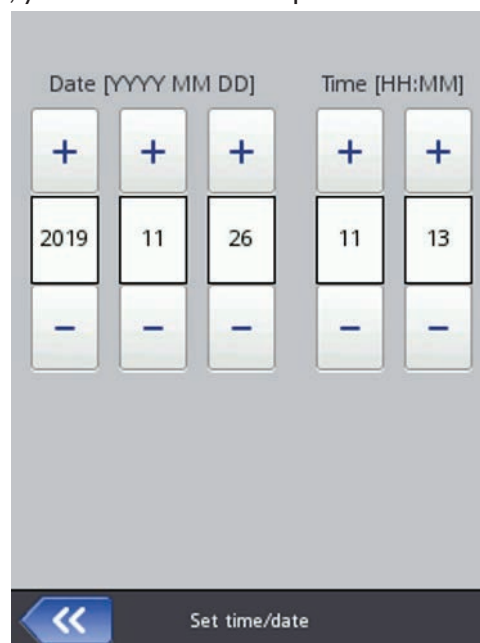 Date [YYYY MM DD] Time [HH:MM]
+ + + + +
2019 11 26 11 13
− − − − −
Set time/date